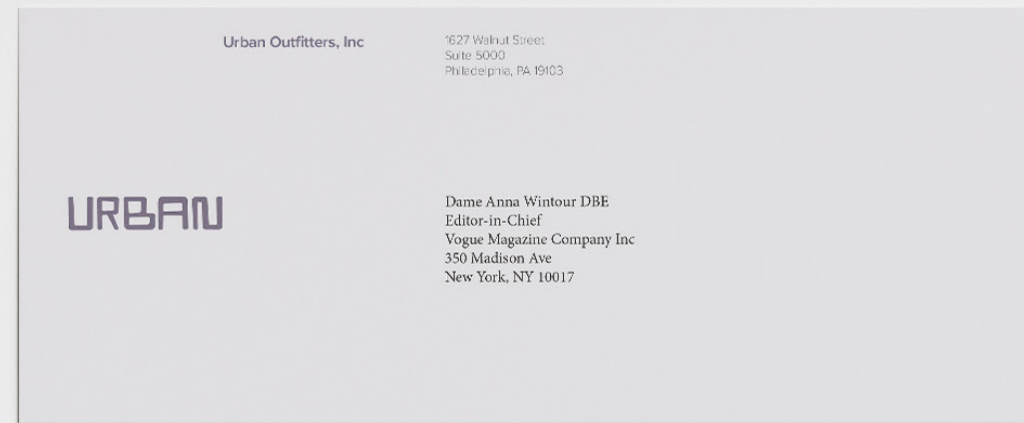 Urban Outfitters, Inc
1627 Walnut Street
Suite 5000
Philadelphia, PA 19103
URBAN
Dame Anna Wintour DBE
Editor-in-Chief
Vogue Magazine Company Inc
350 Madison Ave
New York, NY 10017